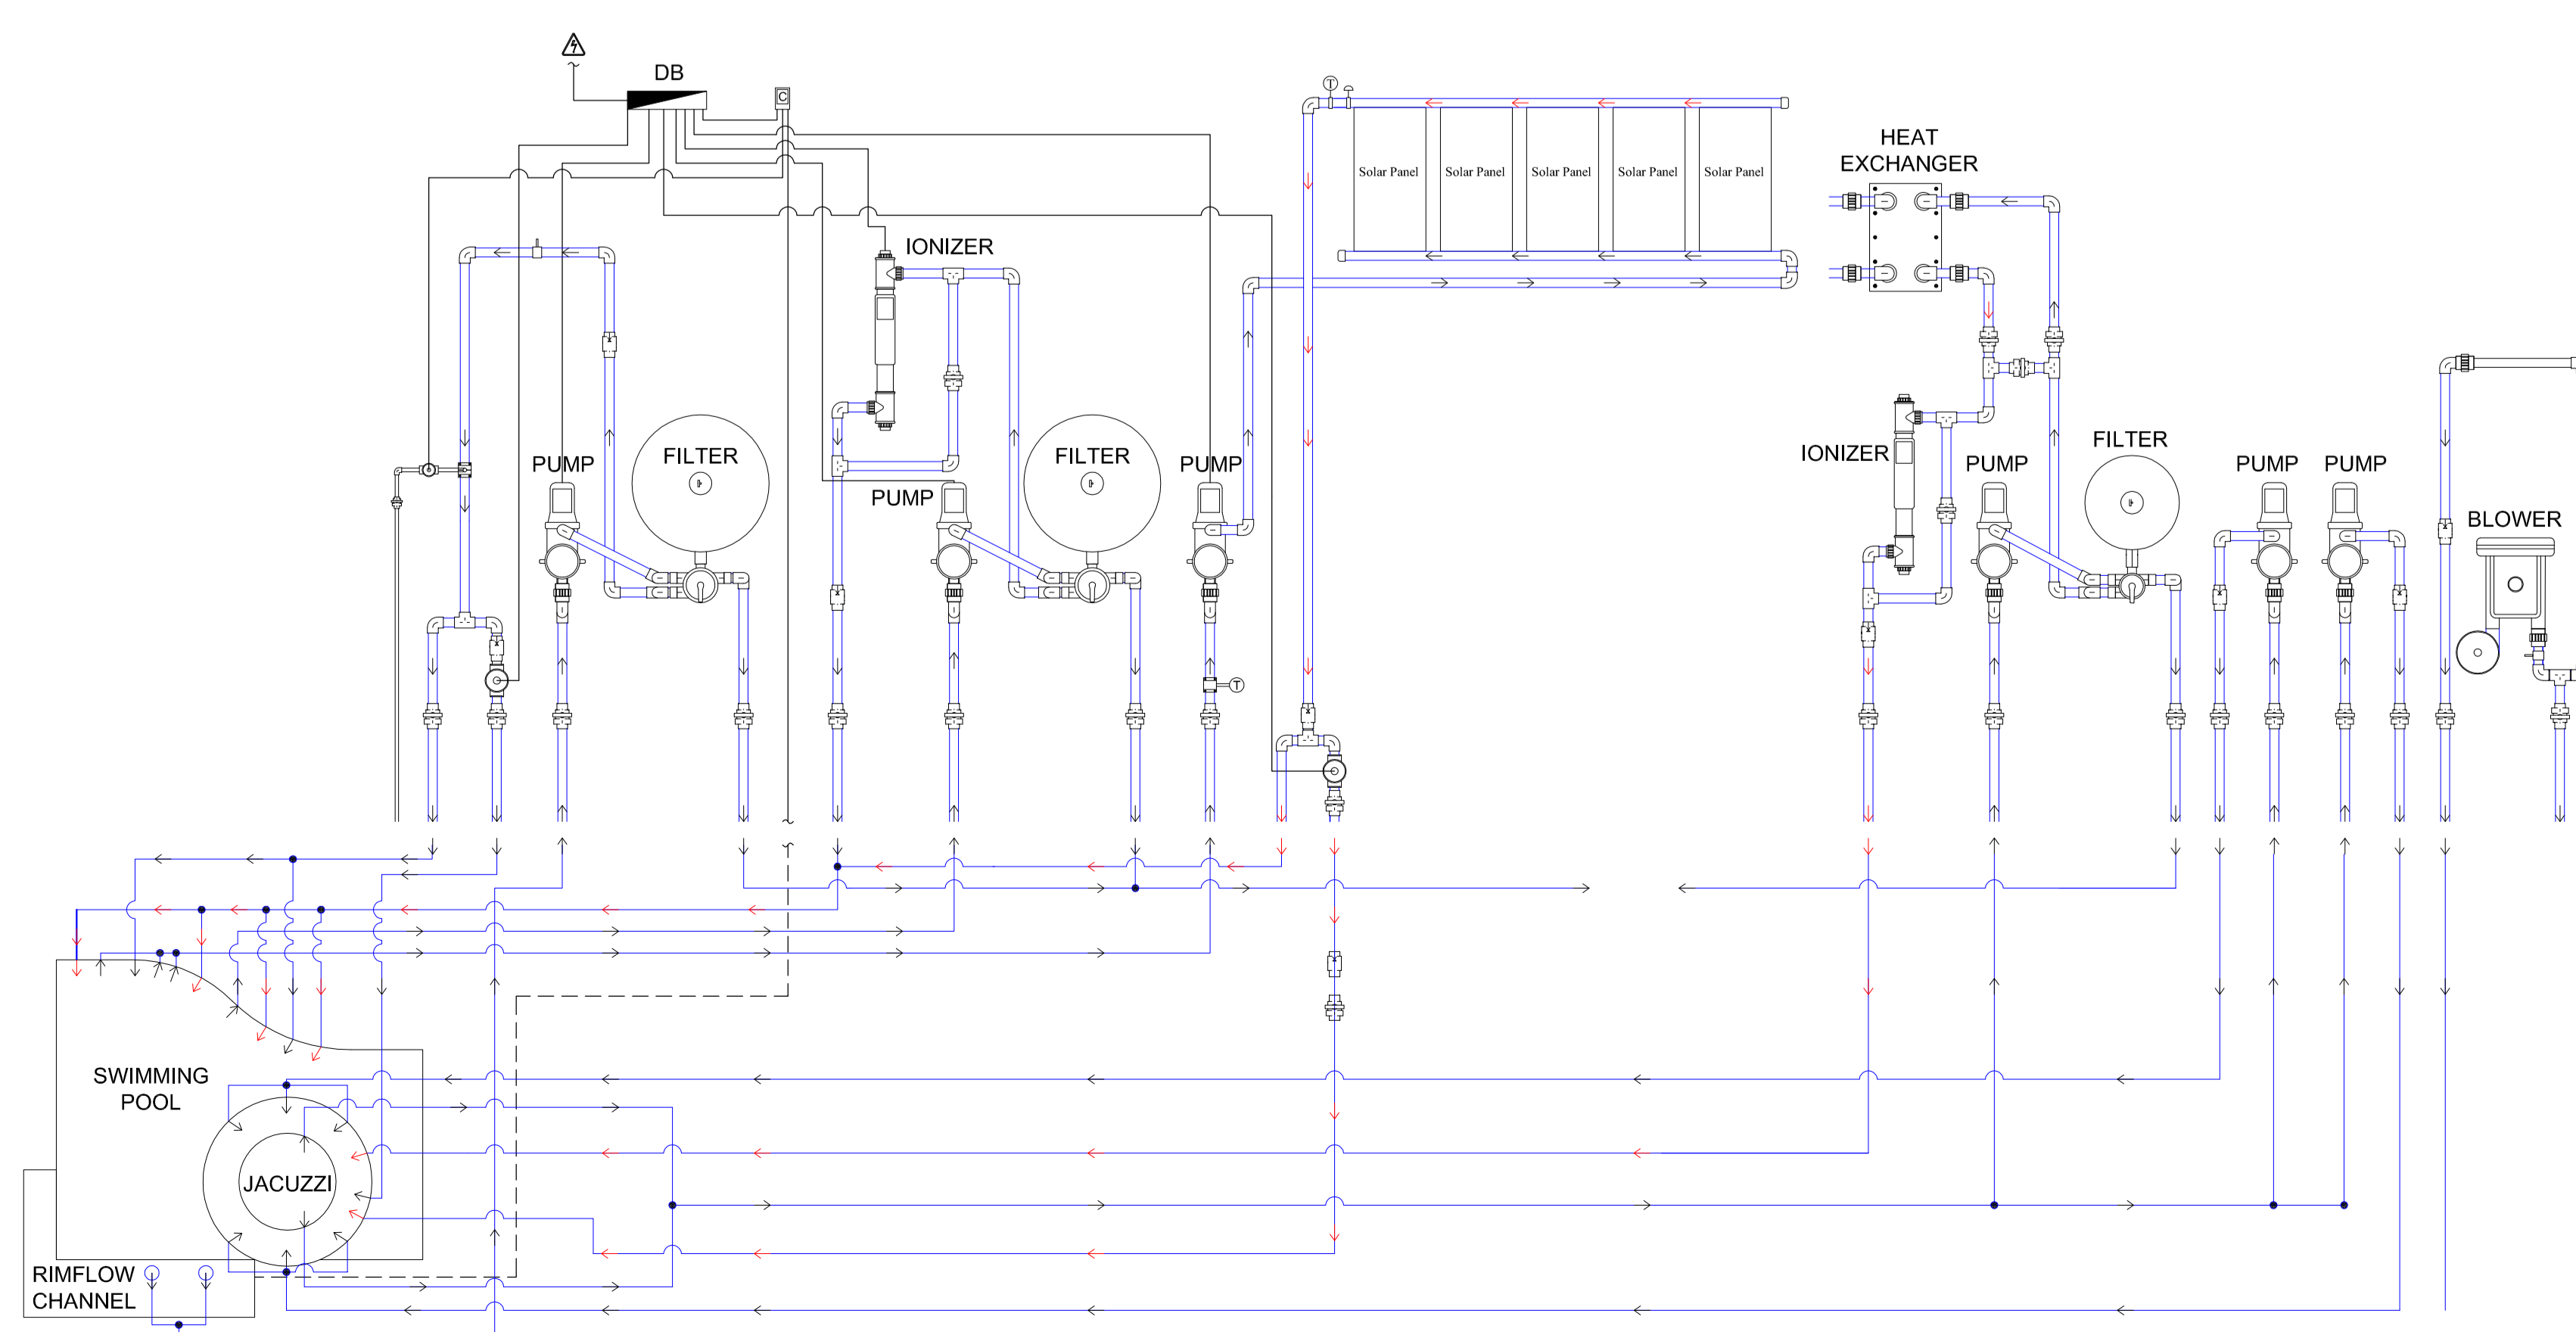 DB
C
T
HEAT
EXCHANGER
Solar Panel
Solar Panel
Solar Panel
Solar Panel
Solar Panel
IONIZER
FILTER
FILTER
FILTER
IONIZER
PUMP
PUMP
PUMP
PUMP
PUMP
PUMP
PUMP
BLOWER
T
SWIMMING
POOL
JACUZZI
RIMFLOW
CHANNEL